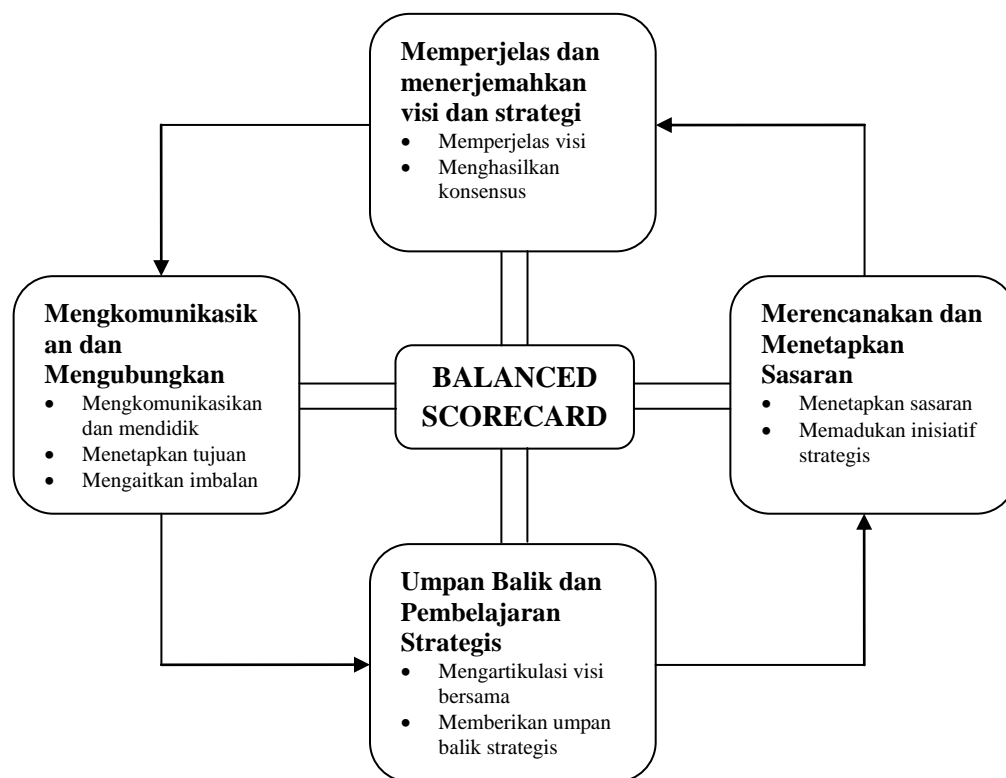 Memperjelas dan
menerjemahkan
visi dan strategi
• Memperjelas visi
• Menghasilkan
konsensus
Mengkomunikasik
an dan
Mengubungkan
• Mengkomunikasikan
dan mendidik
• Menetapkan tujuan
• Mengaitkan imbalan
BALANCED
SCORECARD
Merencanakan dan
Menetapkan
Sasaran
• Menetapkan sasaran
• Memadukan inisiatif
strategis
Umpan Balik dan
Pembelajaran
Strategis
• Mengartikulasi visi
bersama
• Memberikan umpan
balik strategis